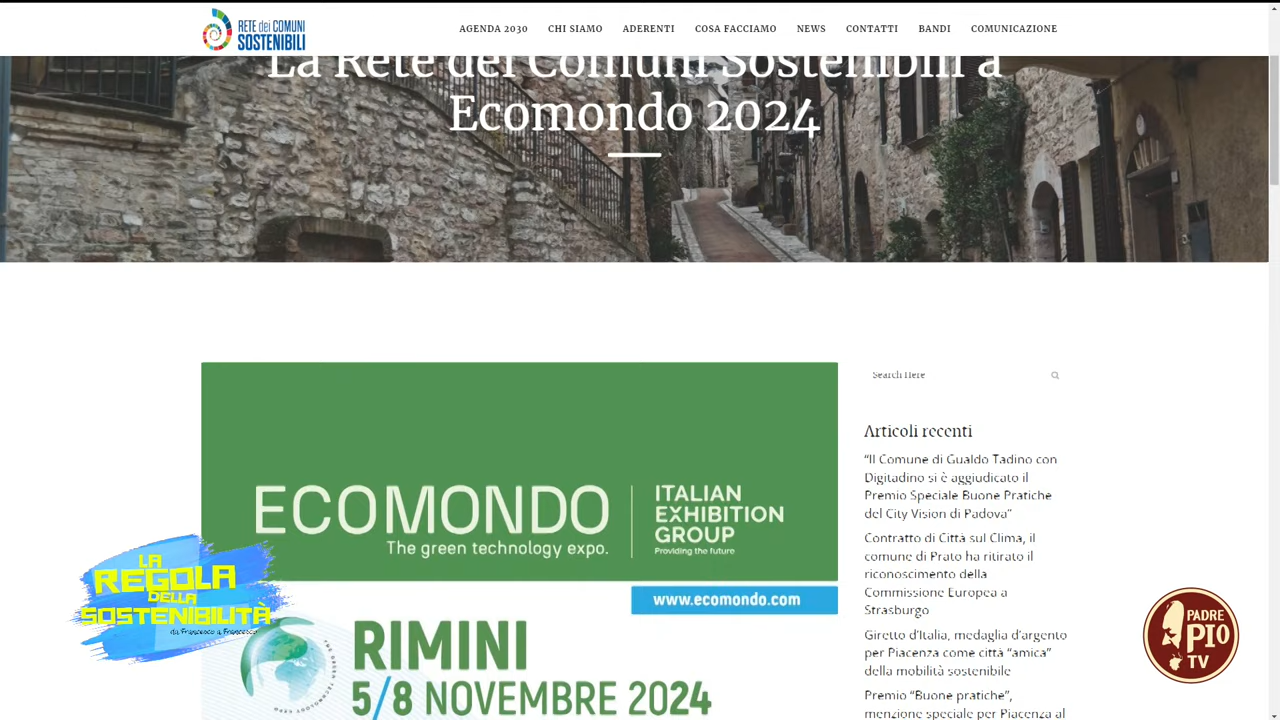 RETE dei COMUNI
SOSTENIBILI
AGENDA 2030 CHI SIAMO ADERENTI COSA FACCIAMO NEWS CONTATTI BANDI COMUNICAZIONE
La Rete dei Comuni Sostenibili a
Ecomondo 2024
ECOMONDO
The green technology expo.
ITALIAN
EXHIBITION
GROUP
Providing the future
www.ecomondo.com
RIMINI
5/8 NOVEMBRE 2024
Search Here
Articoli recenti
“Il Comune di Gualdo Tadino con
Digitadino si è aggiudicato il
Premio Speciale Buone Pratiche
del City Vision di Padova”
Contratto di Città sul Clima, il
comune di Prato ha ritirato il
riconoscimento della
Commissione Europea a
Strasburgo
Giretto d’Italia, medaglia d’argento
per Piacenza come città “amica”
della mobilità sostenibile
Premio “Buone pratiche”,
menzione speciale per Piacenza al
LA
REGOLA
DELLA
SOSTENIBILITÀ
da Francesco a Francesco
PADRE
PIO
TV